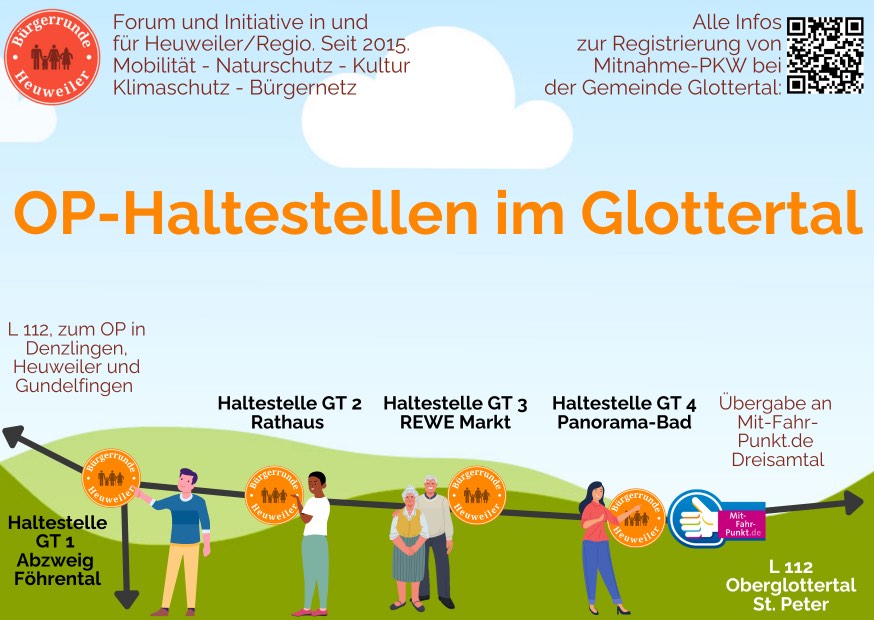 Bürgerrunde
Heuweiler
Forum und Initiative in und
für Heuweiler/Regio. Seit 2015.
Mobilität - Naturschutz - Kultur
Klimaschutz - Bürgernetz
Alle Infos
zur Registrierung von
Mitnahme-PKW bei
der Gemeinde Glottertal:
OP-Haltestellen im Glottertal
L 112, zum OP in
Denzlingen,
Heuweiler und
Gundelfingen
Haltestelle GT 2
Rathaus
Haltestelle GT 3
REWE Markt
Haltestelle GT 4
Panorama-Bad
Übergabe an
Mit-Fahr-
Punkt.de
Dreisamtal
Bürgerrunde
Heuweiler
Bürgerrunde
Heuweiler
Bürgerrunde
Heuweiler
Bürgerrunde
Heuweiler
Mit-
Fahr-
Punkt.de
Haltestelle
GT 1
Abzweig
Föhrental
L 112
Oberglottertal
St. Peter